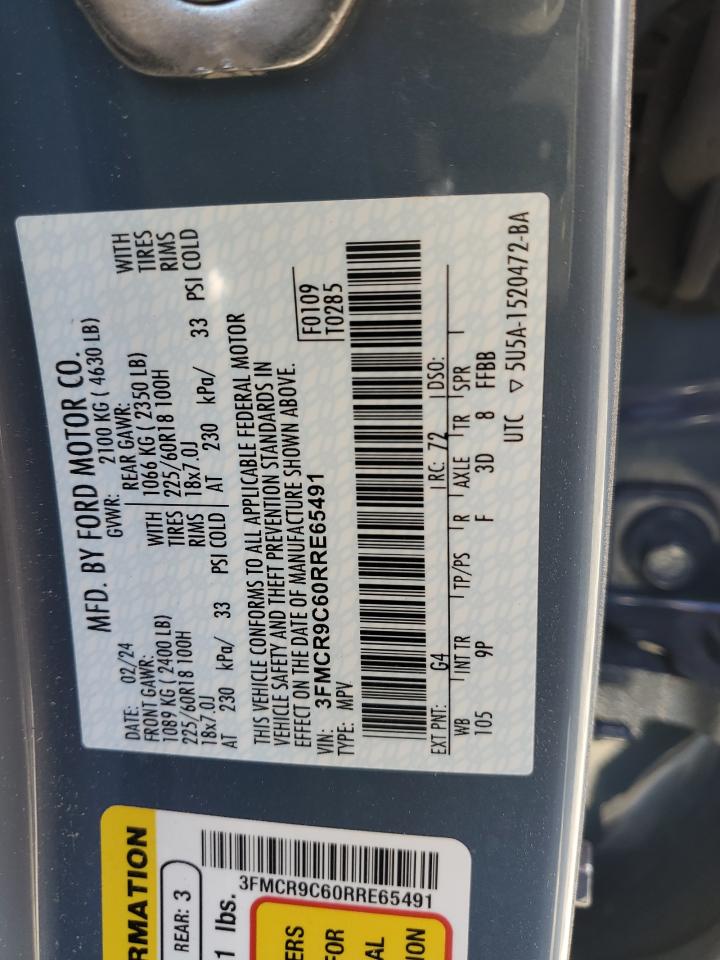 MFD. BY FORD MOTOR CO.
DATE: 02/24 GVWR: 2100 KG ( 4630 LB)
FRONT GAWR: REAR GAWR:
1089 KG ( 2400 LB) WITH 1066 KG ( 2350 LB) WITH
225/60R18 100H TIRES 225/60R18 100H TIRES
18x7.0J RIMS 18x7.0J RIMS
AT 230 kPa/ 33 PSI COLD AT 230 kPa/ 33 PSI COLD
THIS VEHICLE CONFORMS TO ALL APPLICABLE FEDERAL MOTOR
VEHICLE SAFETY AND THEFT PREVENTION STANDARDS IN
EFFECT ON THE DATE OF MANUFACTURE SHOWN ABOVE.
VIN: 3FMCR9C60RRE65491 F0109
TYPE: MPV T0285
EXT PNT: G4 RC: 72 DSO:
WB INT TR TP/PS R AXLE TR SPR
105 9P F 3D 8 FFBB
UTC ▽ 5U5A-1520472-BA
RMATION
REAR: 3
1 lbs.
3FMCR9C60RRE65491
ERS
FOR
AL
ION